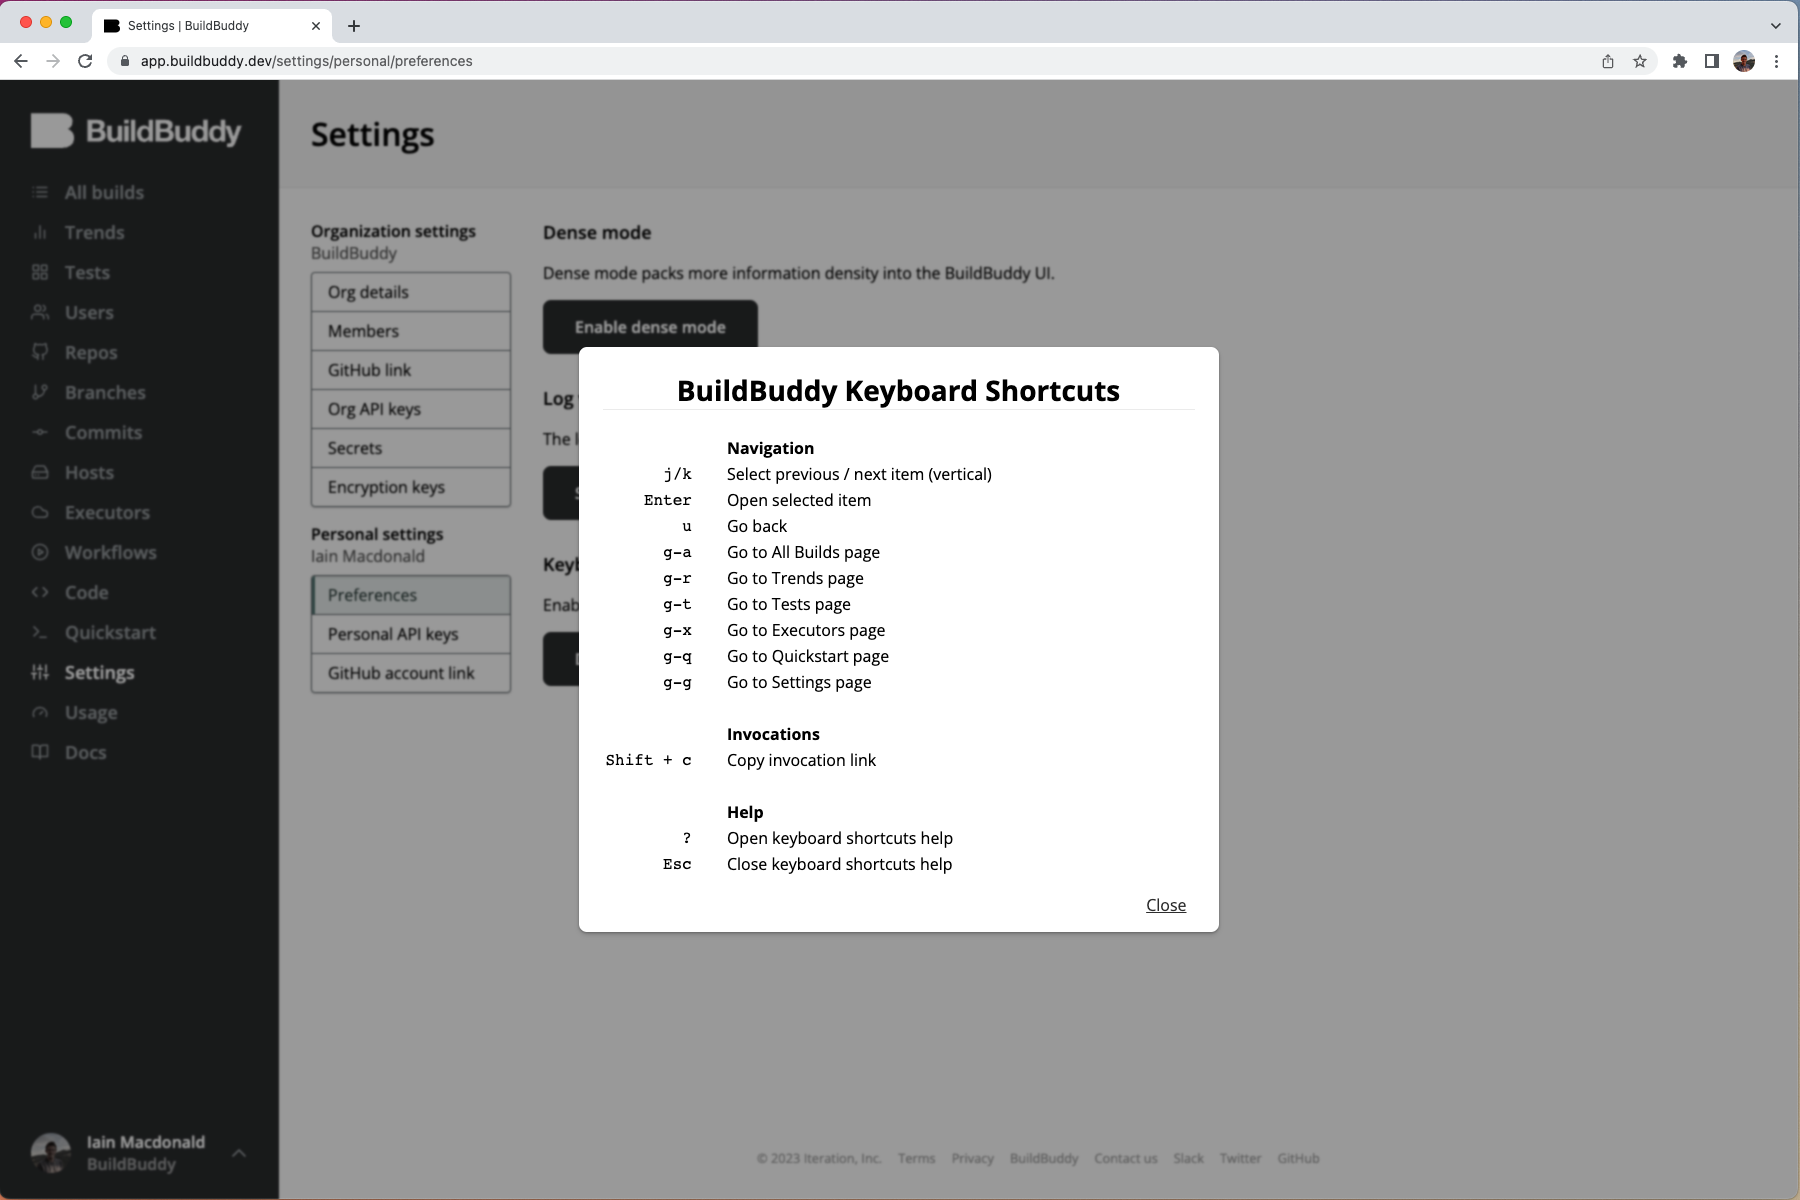 Settings | BuildBuddy
app.buildbuddy.dev/settings/personal/preferences
BuildBuddy
All builds
Trends
Tests
Users
Repos
Branches
Commits
Hosts
Executors
Workflows
Code
Quickstart
Settings
Usage
Docs
Iain Macdonald
BuildBuddy
Settings
Organization settings
BuildBuddy
Org details
Members
GitHub link
Org API keys
Secrets
Encryption keys
Personal settings
Iain Macdonald
Preferences
Personal API keys
GitHub account link
Dense mode
Dense mode packs more information density into the BuildBuddy UI.
Enable dense mode
Log
The
BuildBuddy Keyboard Shortcuts
Navigation
j/k Select previous / next item (vertical)
Enter Open selected item
u Go back
g-a Go to All Builds page
g-r Go to Trends page
g-t Go to Tests page
g-x Go to Executors page
g-q Go to Quickstart page
g-g Go to Settings page
Invocations
Shift + c Copy invocation link
Help
? Open keyboard shortcuts help
Esc Close keyboard shortcuts help
Close
© 2023 Iteration, Inc. Terms Privacy BuildBuddy Contact us Slack Twitter GitHub